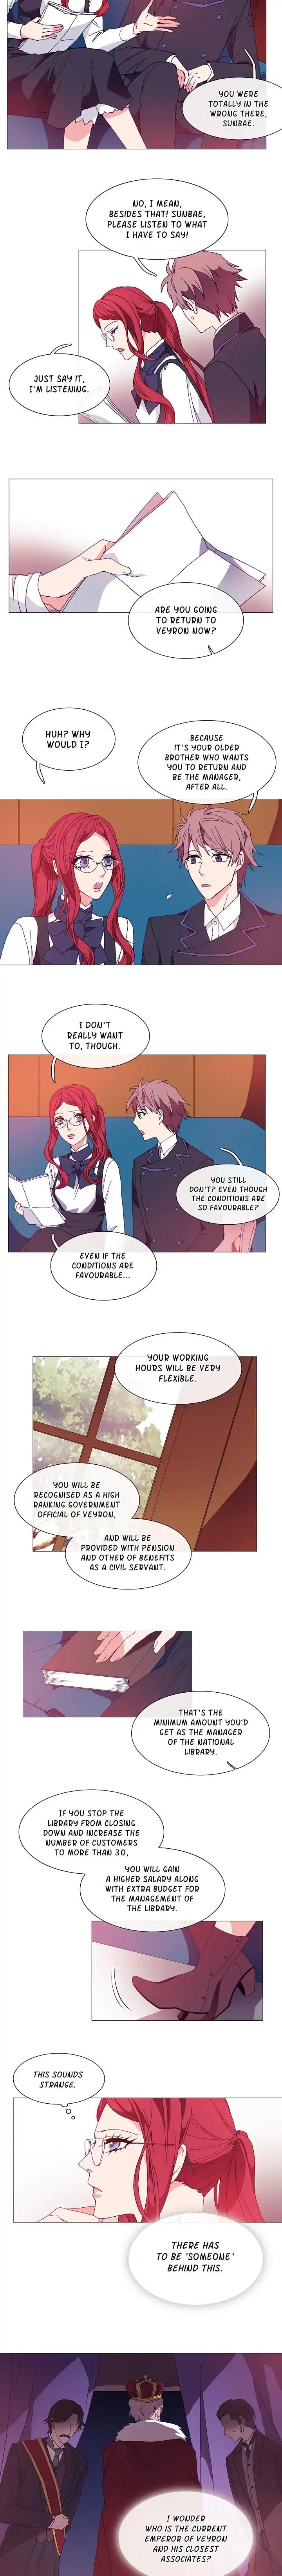 YOU WERE
TOTALLY IN THE
WRONG THERE,
SUNBAE.
NO, I MEAN,
BESIDES THAT! SUNBAE,
PLEASE LISTEN TO WHAT
I HAVE TO SAY!
JUST SAY IT,
I'M LISTENING.
ARE YOU GOING
TO RETURN TO
VEYRON NOW?
HUH? WHY
WOULD I?
BECAUSE
IT'S YOUR OLDER
BROTHER WHO WANTS
YOU TO RETURN AND
BE THE MANAGER,
AFTER ALL.
I DON'T
REALLY WANT
TO, THOUGH.
YOU STILL
DON'T? EVEN THOUGH
THE CONDITIONS ARE
SO FAVOURABLE?
EVEN IF THE
CONDITIONS ARE
FAVOURABLE...
YOUR WORKING
HOURS WILL BE VERY
FLEXIBLE.
YOU WILL BE
RECOGNISED AS A HIGH
RANKING GOVERNMENT
OFFICIAL OF VEYRON,
AND WILL BE
PROVIDED WITH PENSION
AND OTHER OF BENEFITS
AS A CIVIL SERVANT.
THAT'S THE
MINIMUM AMOUNT YOU'D
GET AS THE MANAGER
OF THE NATIONAL
LIBRARY.
IF YOU STOP THE
LIBRARY FROM CLOSING
DOWN AND INCREASE THE
NUMBER OF CUSTOMERS
TO MORE THAN 30,
YOU WILL GAIN
A HIGHER SALARY ALONG
WITH EXTRA BUDGET FOR
THE MANAGEMENT OF
THE LIBRARY.
THIS SOUNDS
STRANGE.
THERE HAS
TO BE 'SOMEONE'
BEHIND THIS.
I WONDER
WHO IS THE CURRENT
EMPEROR OF VEYRON
AND HIS CLOSEST
ASSOCIATES?